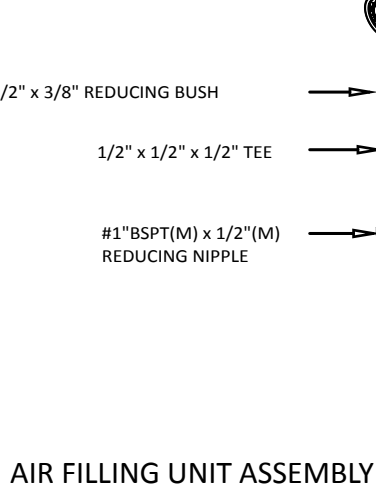 /2" x 3/8" REDUCING BUSH
1/2" x 1/2" x 1/2" TEE
#1"BSPT(M) x 1/2"(M)
REDUCING NIPPLE
AIR FILLING UNIT ASSEMBLY